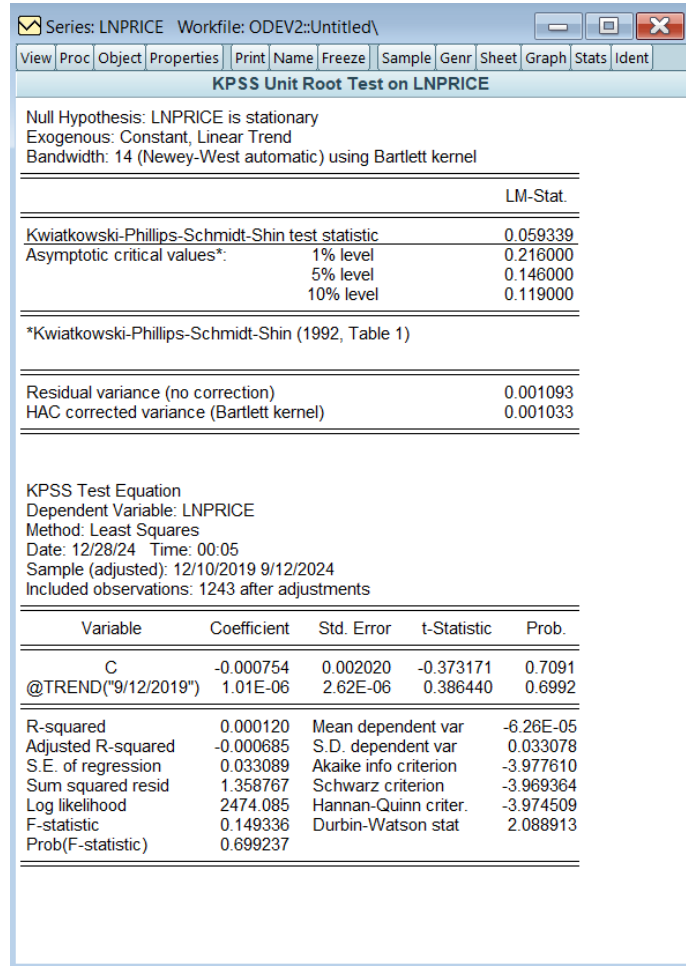 Series: LNPRICE Workfile: ODEV2::Untitled\
View Proc Object Properties Print Name Freeze Sample Genr Sheet Graph Stats Ident
KPSS Unit Root Test on LNPRICE
Null Hypothesis: LNPRICE is stationary
Exogenous: Constant, Linear Trend
Bandwidth: 14 (Newey-West automatic) using Bartlett kernel
LM-Stat.
Kwiatkowski-Phillips-Schmidt-Shin test statistic 0.059339
Asymptotic critical values*: 1% level 0.216000
5% level 0.146000
10% level 0.119000
*Kwiatkowski-Phillips-Schmidt-Shin (1992, Table 1)
Residual variance (no correction) 0.001093
HAC corrected variance (Bartlett kernel) 0.001033
KPSS Test Equation
Dependent Variable: LNPRICE
Method: Least Squares
Date: 12/28/24 Time: 00:05
Sample (adjusted): 12/10/2019 9/12/2024
Included observations: 1243 after adjustments
Variable Coefficient Std. Error t-Statistic Prob.
C -0.000754 0.002020 -0.373171 0.7091
@TREND("9/12/2019") 1.01E-06 2.62E-06 0.386440 0.6992
R-squared 0.000120 Mean dependent var -6.26E-05
Adjusted R-squared -0.000685 S.D. dependent var 0.033078
S.E. of regression 0.033089 Akaike info criterion -3.977610
Sum squared resid 1.358767 Schwarz criterion -3.969364
Log likelihood 2474.085 Hannan-Quinn criter. -3.974509
F-statistic 0.149336 Durbin-Watson stat 2.088913
Prob(F-statistic) 0.699237